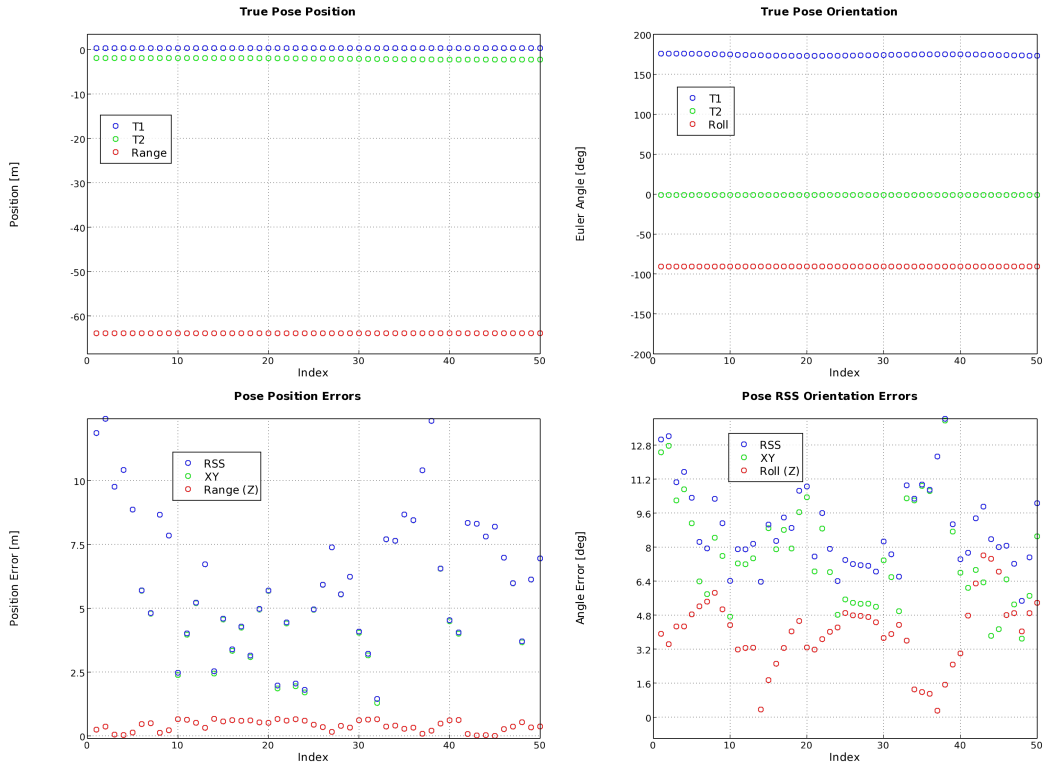 True Pose Position
0
-10
-20
-30
-40
-50
-60
Position [m]
T1
T2
Range
0 10 20 30 40 50
Index
True Pose Orientation
200
150
100
50
0
-50
-100
-150
-200
Euler Angle [deg]
T1
T2
Roll
0 10 20 30 40 50
Index
Pose Position Errors
10
7.5
5
2.5
0
Position Error [m]
RSS
XY
Range (Z)
0 10 20 30 40 50
Index
Pose RSS Orientation Errors
12.8
11.2
9.6
8
6.4
4.8
3.2
1.6
0
Angle Error [deg]
RSS
XY
Roll (Z)
0 10 20 30 40 50
Index